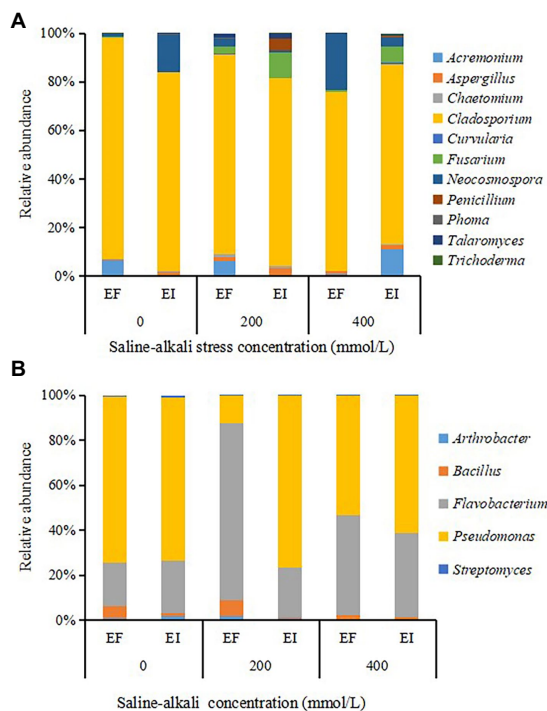 A
Relative abundance
100%
80%
60%
40%
20%
0%
EF EI EF EI EF EI
0 200 400
Saline-alkali stress concentration (mmol/L)
Acremonium
Aspergillus
Chaetomium
Cladosporium
Curvularia
Fusarium
Neocosmospora
Penicillium
Phoma
Talaromyces
Trichoderma
B
Relative abundance
100%
80%
60%
40%
20%
0%
EF EI EF EI EF EI
0 200 400
Saline-alkali concentration (mmol/L)
Arthrobacter
Bacillus
Flavobacterium
Pseudomonas
Streptomyces